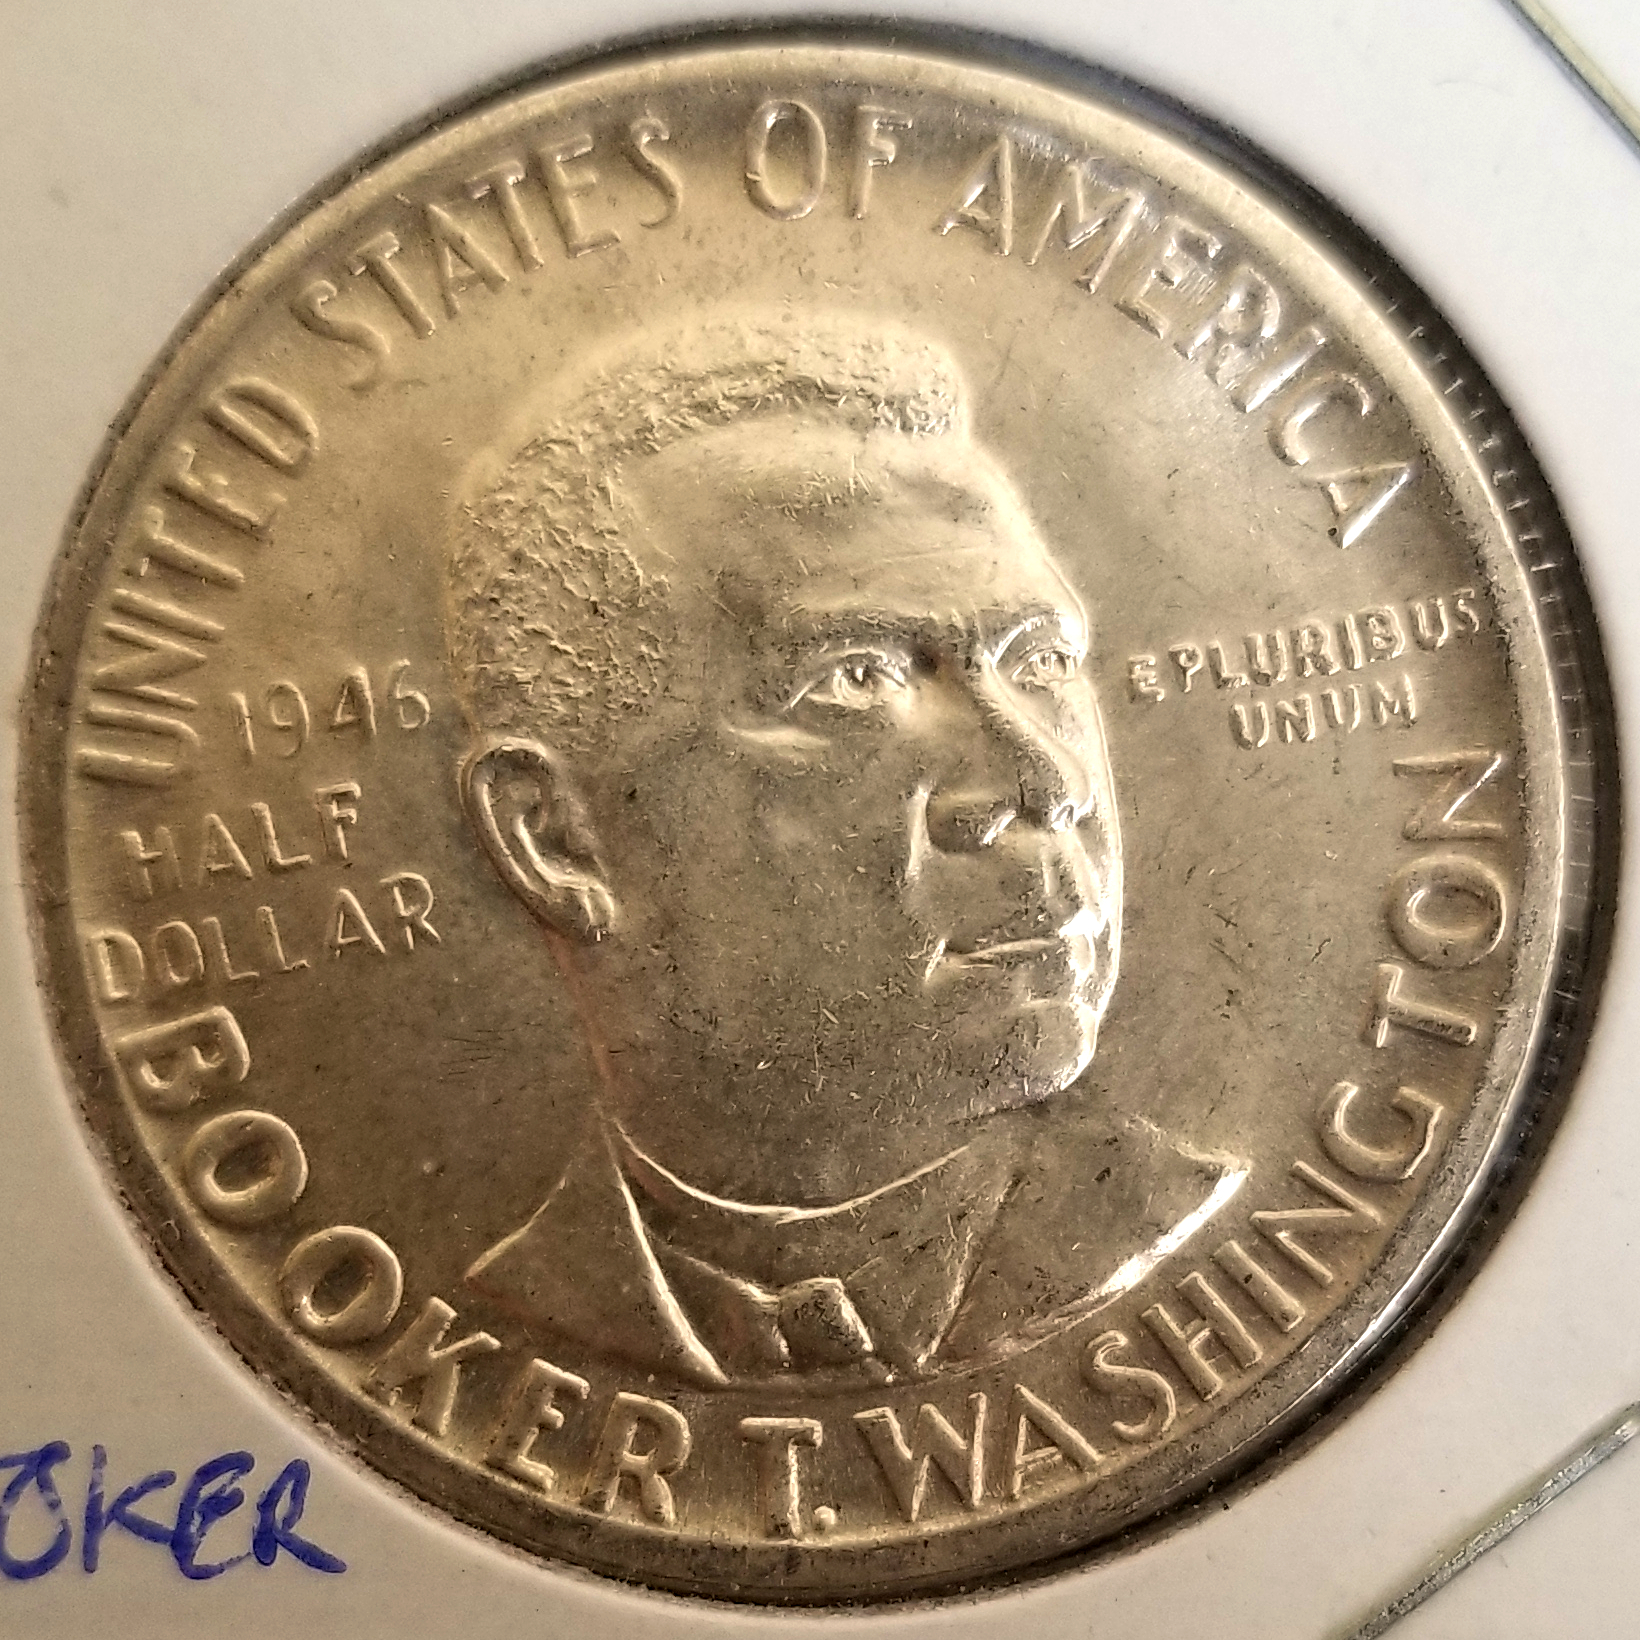 UNITED STATES OF AMERICA
1946
HALF
DOLLAR
E PLURIBUS
UNUM
BOOKER T. WASHINGTON
OKER